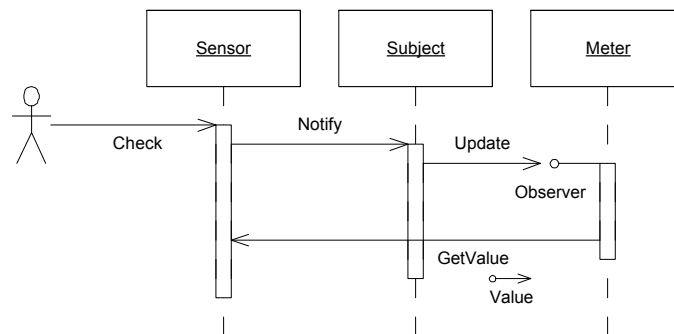 Sensor
Subject
Meter
Check
Notify
Update
Observer
GetValue
Value